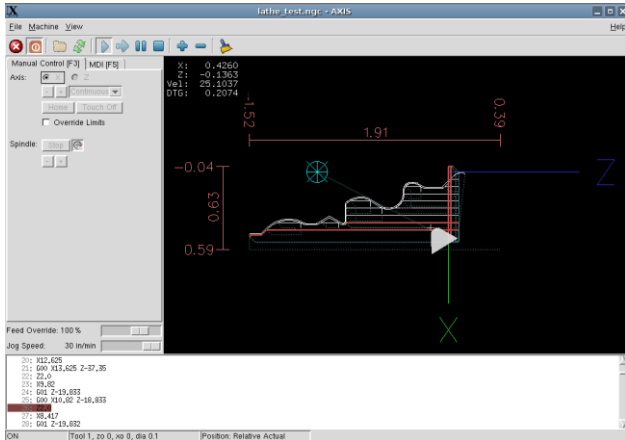 lathe_test.ngc - AXIS
File Machine View Help
Manual Control [F3] MDI [F5]
Axis: X Z
- + Continuous
Home Touch Off
Override Limits
Spindle: Stop
- +
Feed Override: 100 %
Jog Speed: 30 in/min
X: 0.4260
Z: -0.1363
Vel: 25.1037
DTG: 0.2074
-1.52
0.39
1.91
-0.04
0.63
0.59
Z
X
20: X12.625
21: G00 X13.625 Z-37.35
22: Z2.0
23: X9.82
24: G01 Z-19.833
25: G00 X10.82 Z-18.833
26: Z2.0
27: X8.417
28: G01 Z-19.832
ON Tool 1, zo 0, xo 0, dia 0.1 Position: Relative Actual